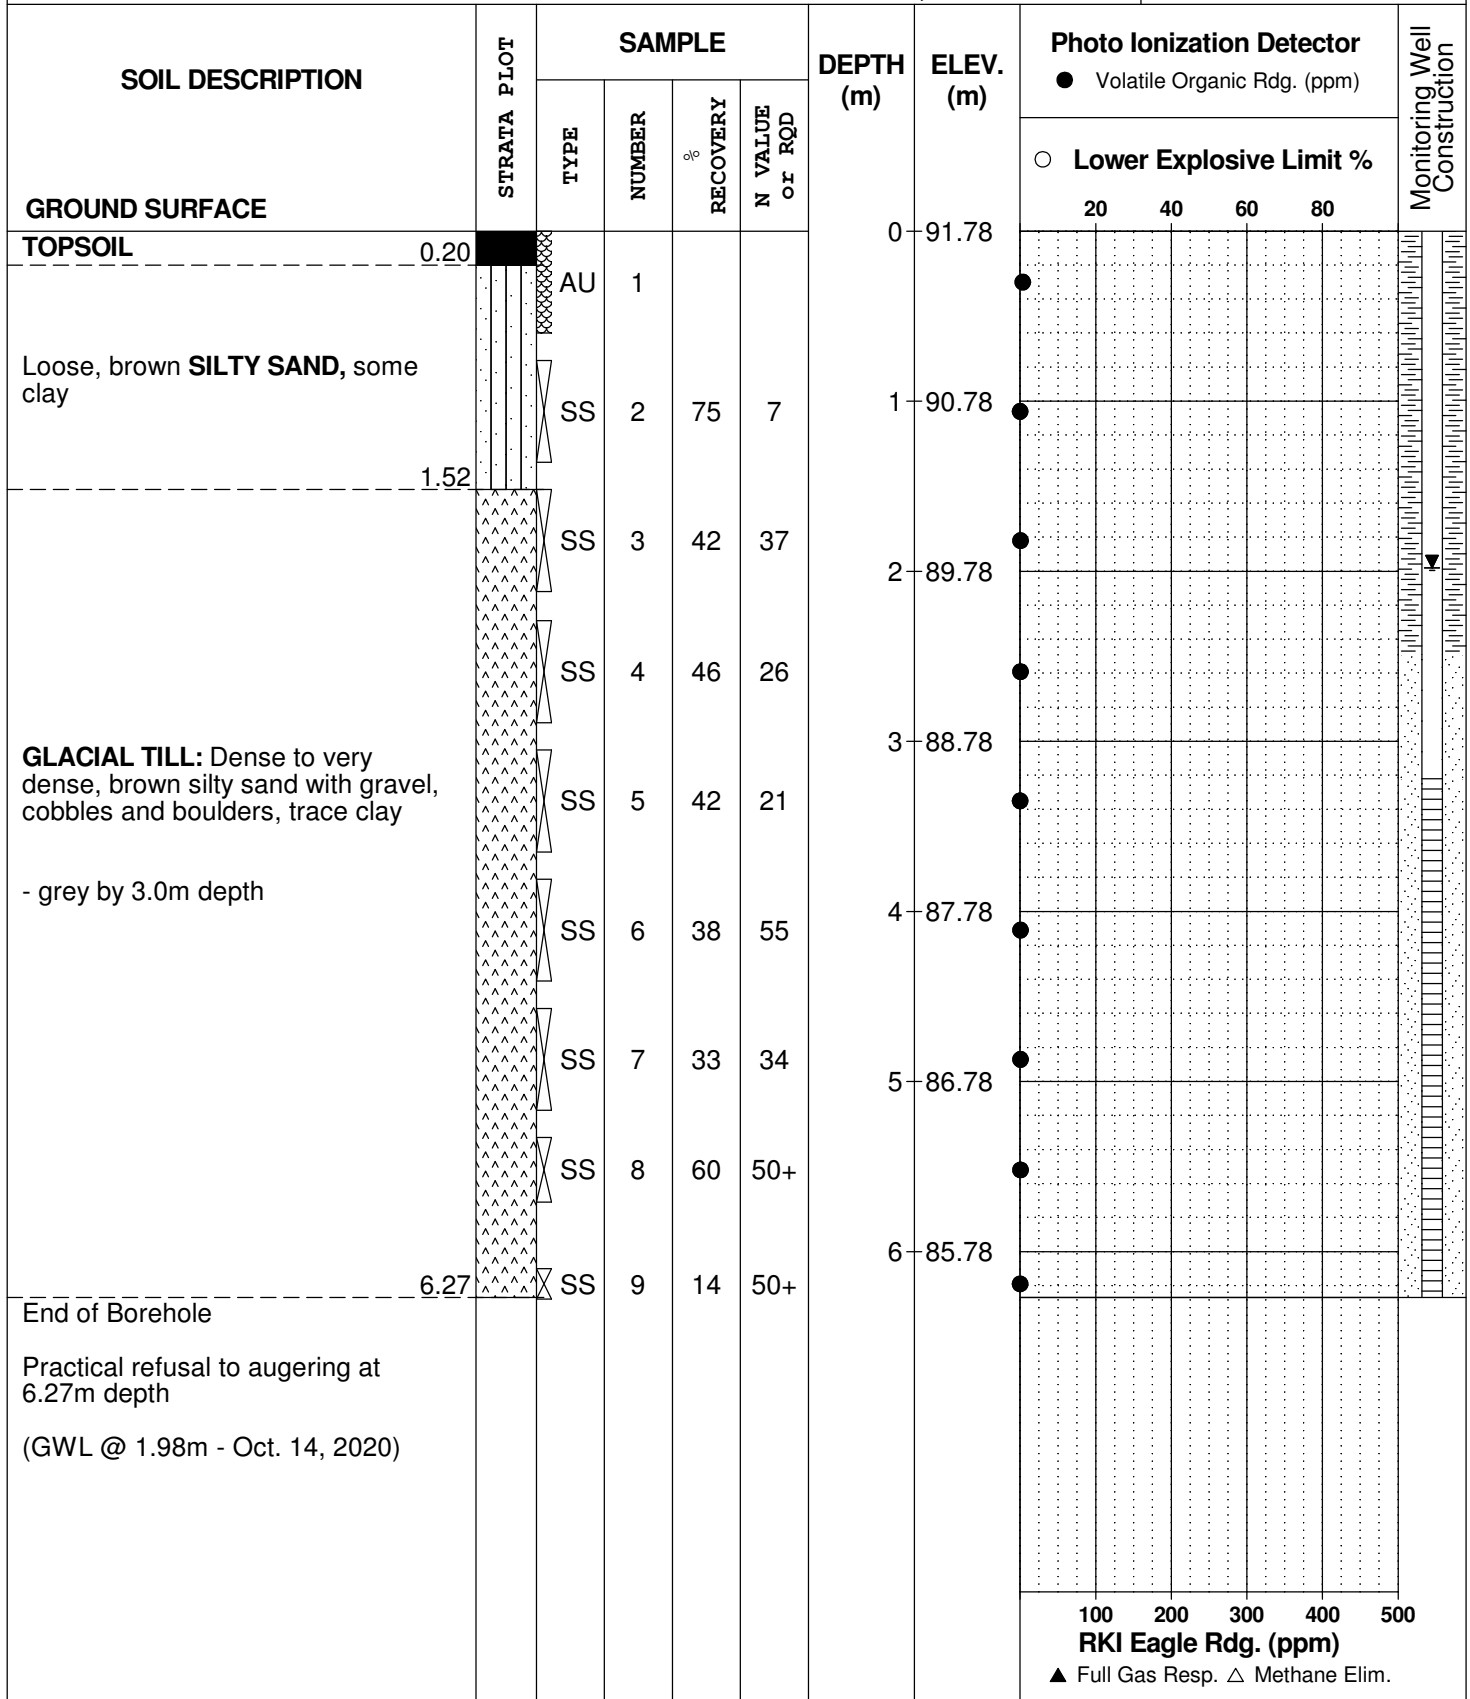 SOIL DESCRIPTION
GROUND SURFACE
STRATA PLOT
SAMPLE
TYPE
NUMBER
%
RECOVERY
N VALUE
or RQD
DEPTH
(m)
ELEV.
(m)
Photo Ionization Detector
● Volatile Organic Rdg. (ppm)
○ Lower Explosive Limit %
20 40 60 80
Monitoring Well
Construction
0 91.78
TOPSOIL 0.20
AU 1
Loose, brown SILTY SAND, some
clay
1 90.78
SS 2 75 7
1.52
SS 3 42 37
2 89.78
SS 4 46 26
3 88.78
GLACIAL TILL: Dense to very
dense, brown silty sand with gravel,
cobbles and boulders, trace clay
SS 5 42 21
- grey by 3.0m depth
4 87.78
SS 6 38 55
SS 7 33 34
5 86.78
SS 8 60 50+
6 85.78
6.27
SS 9 14 50+
End of Borehole
Practical refusal to augering at
6.27m depth
(GWL @ 1.98m - Oct. 14, 2020)
100 200 300 400 500
RKI Eagle Rdg. (ppm)
▲ Full Gas Resp. △ Methane Elim.